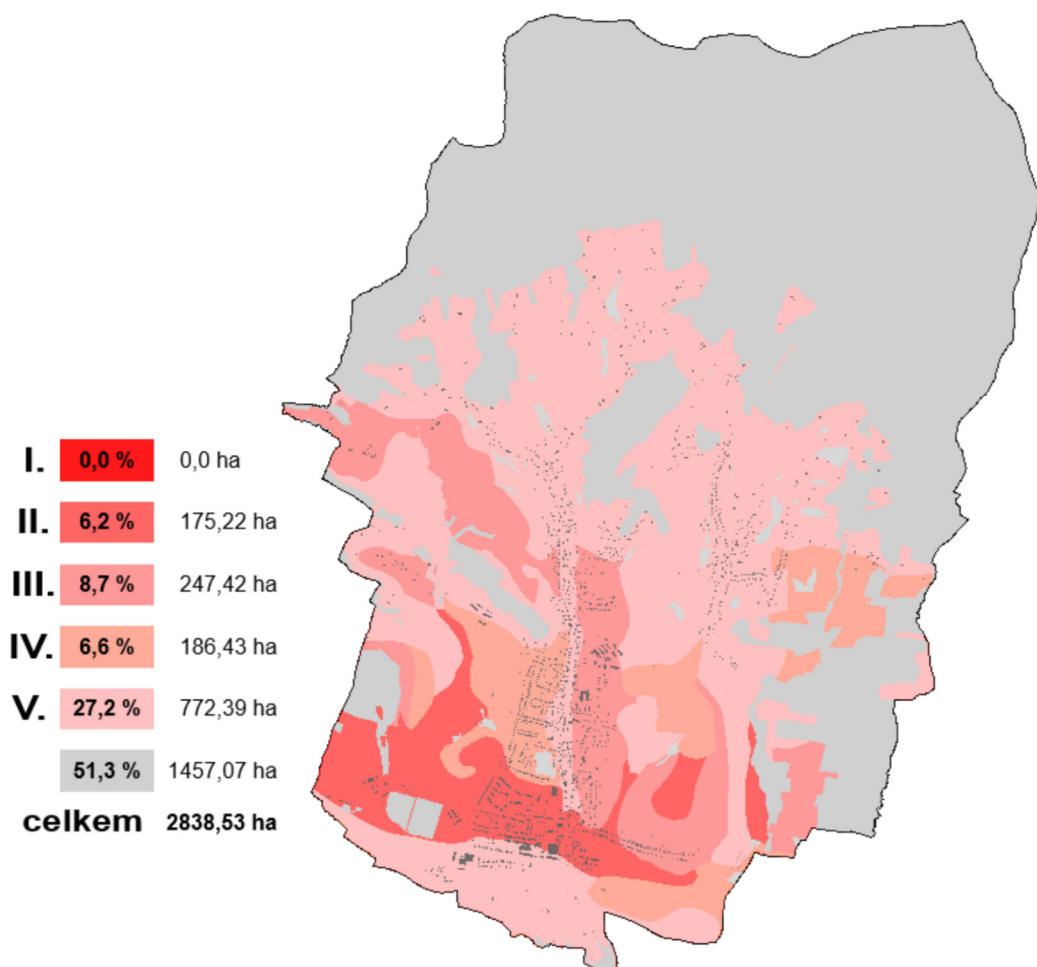 I. 0,0 % 0,0 ha
II. 6,2 % 175,22 ha
III. 8,7 % 247,42 ha
IV. 6,6 % 186,43 ha
V. 27,2 % 772,39 ha
51,3 % 1457,07 ha
celkem 2838,53 ha